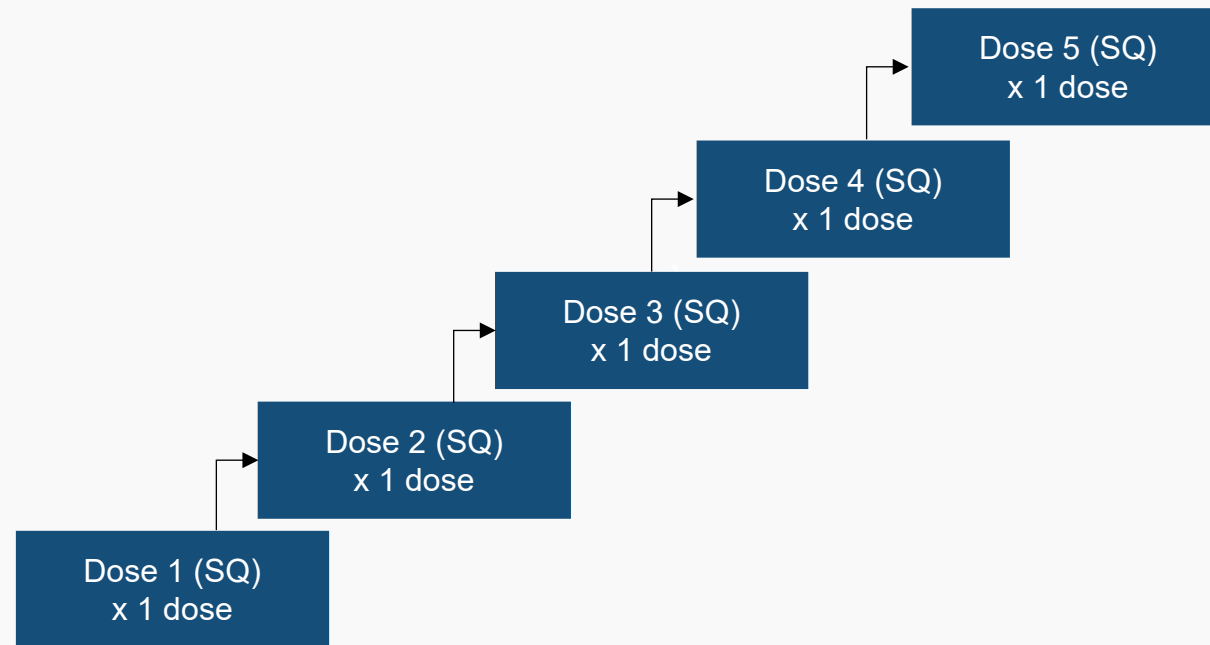 Dose 5 (SQ)
x 1 dose
Dose 4 (SQ)
x 1 dose
Dose 3 (SQ)
x 1 dose
Dose 2 (SQ)
x 1 dose
Dose 1 (SQ)
x 1 dose